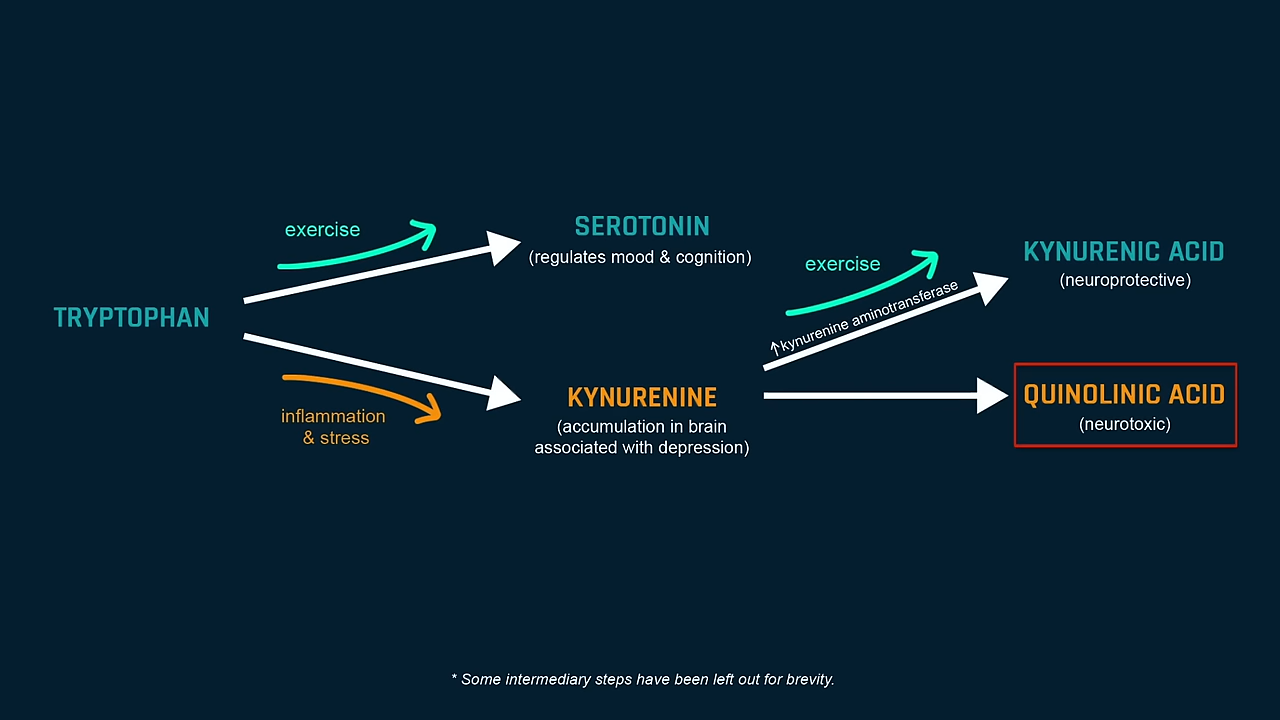 exercise
SEROTONIN
(regulates mood & cognition)
TRYPTOPHAN
inflammation
& stress
KYNURENINE
(accumulation in brain
associated with depression)
exercise
↑kynurenine aminotransferase
KYNURENIC ACID
(neuroprotective)
QUINOLINIC ACID
(neurotoxic)
* Some intermediary steps have been left out for brevity.